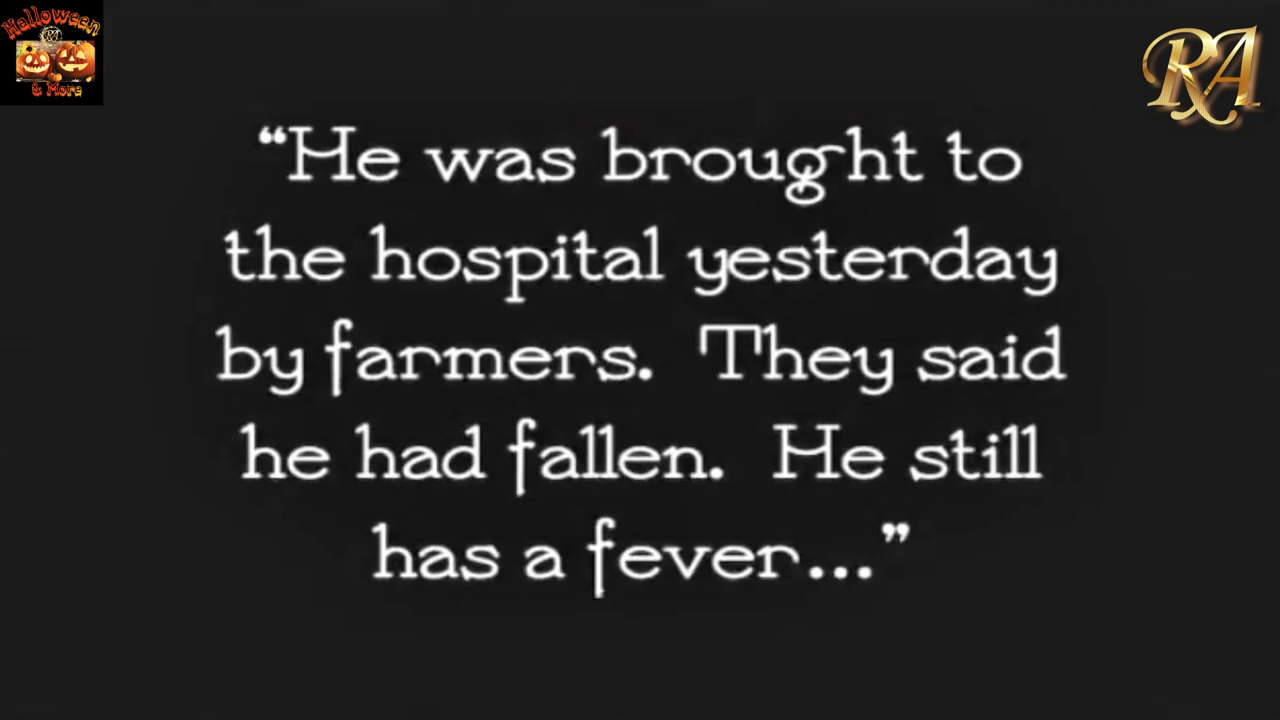 Halloween
RA
& More
RA
“He was brought to
the hospital yesterday
by farmers. They said
he had fallen. He still
has a fever...”